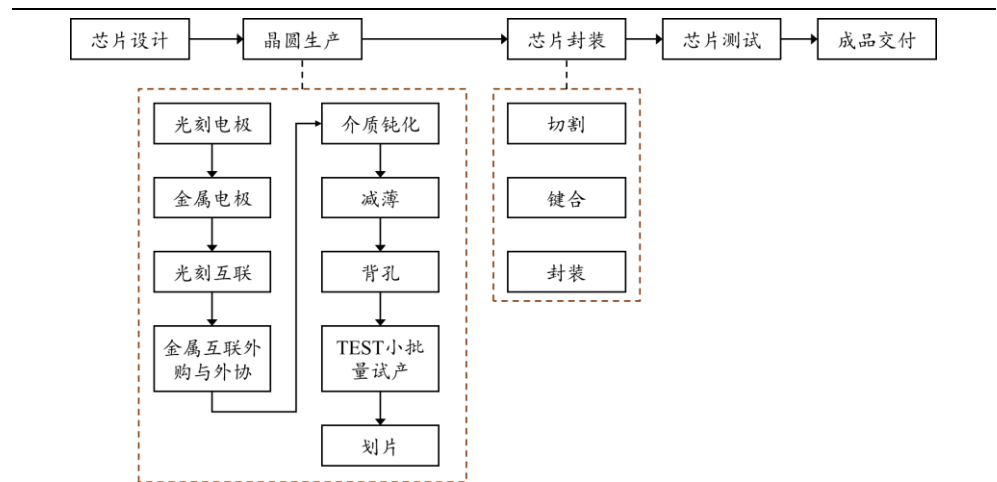 芯片设计
晶圆生产
芯片封装
芯片测试
成品交付
光刻电极
金属电极
光刻互联
金属互联外
购与外协
介质钝化
减薄
背孔
TEST小批
量试产
划片
切割
键合
封装